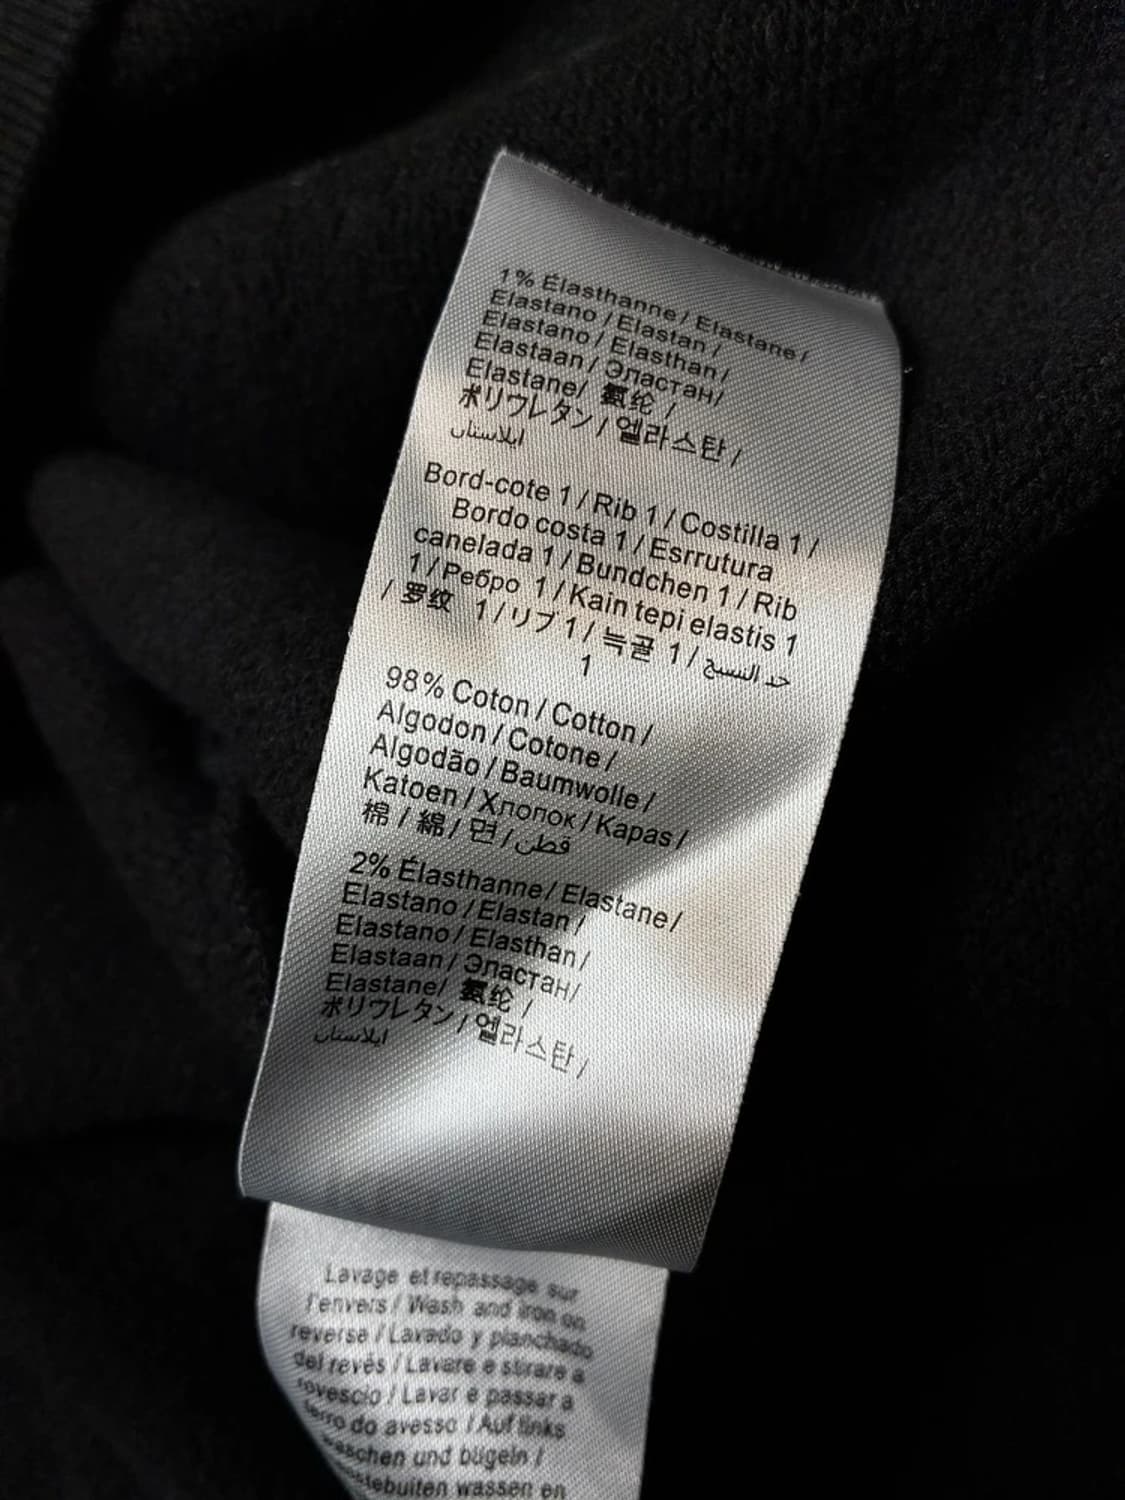 1% Élasthanne / Elastane /
Elastano / Elastan /
Elastano / Elasthan /
Elastaan / Эластан/
Elastane/ 氨纶 /
ポリウレタン / 엘라스탄 /
ايلاستان
Bord-cote 1 / Rib 1 / Costilla 1 /
Bordo costa 1 / Esrrutura
canelada 1 / Bundchen 1 / Rib
1 / Ребро 1 / Kain tepi elastis 1
/ 罗纹 1 / リブ 1 / 늑골 1 / حد النسيج
1
98% Coton / Cotton /
Algodon / Cotone /
Algodão / Baumwolle /
Katoen / Хлопок / Kapas /
棉 / 綿 / 면 / قطن
2% Élasthanne / Elastane /
Elastano / Elastan /
Elastano / Elasthan /
Elastaan / Эластан/
Elastane/ 氨纶 /
ポリウレタン / 엘라스탄 /
ايلاستان
Lavage et repassage sur
l'envers / Wash and iron on
reverse / Lavado y planchado
del revés / Lavare e stirare a
rovescio / Lavar e passar a
ferro do avesso / Auf links
waschen und bügeln /
wassen en